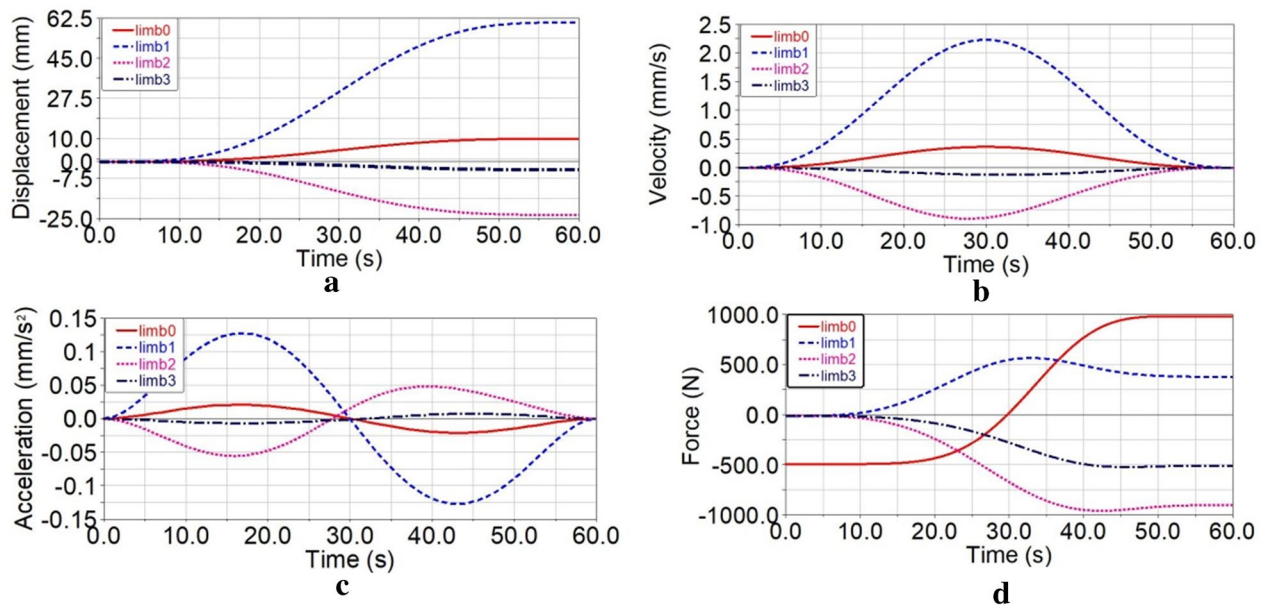 Displacement (mm)
62.5
45.0
27.5
10.0
0.0
-7.5
-25.0
limb0
limb1
limb2
limb3
0.0 10.0 20.0 30.0 40.0 50.0 60.0
Time (s)
a
Velocity (mm/s)
2.5
2.0
1.5
1.0
0.5
0.0
-0.5
-1.0
limb0
limb1
limb2
limb3
0.0 10.0 20.0 30.0 40.0 50.0 60.0
Time (s)
b
Acceleration (mm/s²)
0.15
0.1
0.05
0.0
-0.05
-0.1
-0.15
limb0
limb1
limb2
limb3
0.0 10.0 20.0 30.0 40.0 50.0 60.0
Time (s)
c
Force (N)
1000.0
500.0
0.0
-500.0
-1000.0
limb0
limb1
limb2
limb3
0.0 10.0 20.0 30.0 40.0 50.0 60.0
Time (s)
d